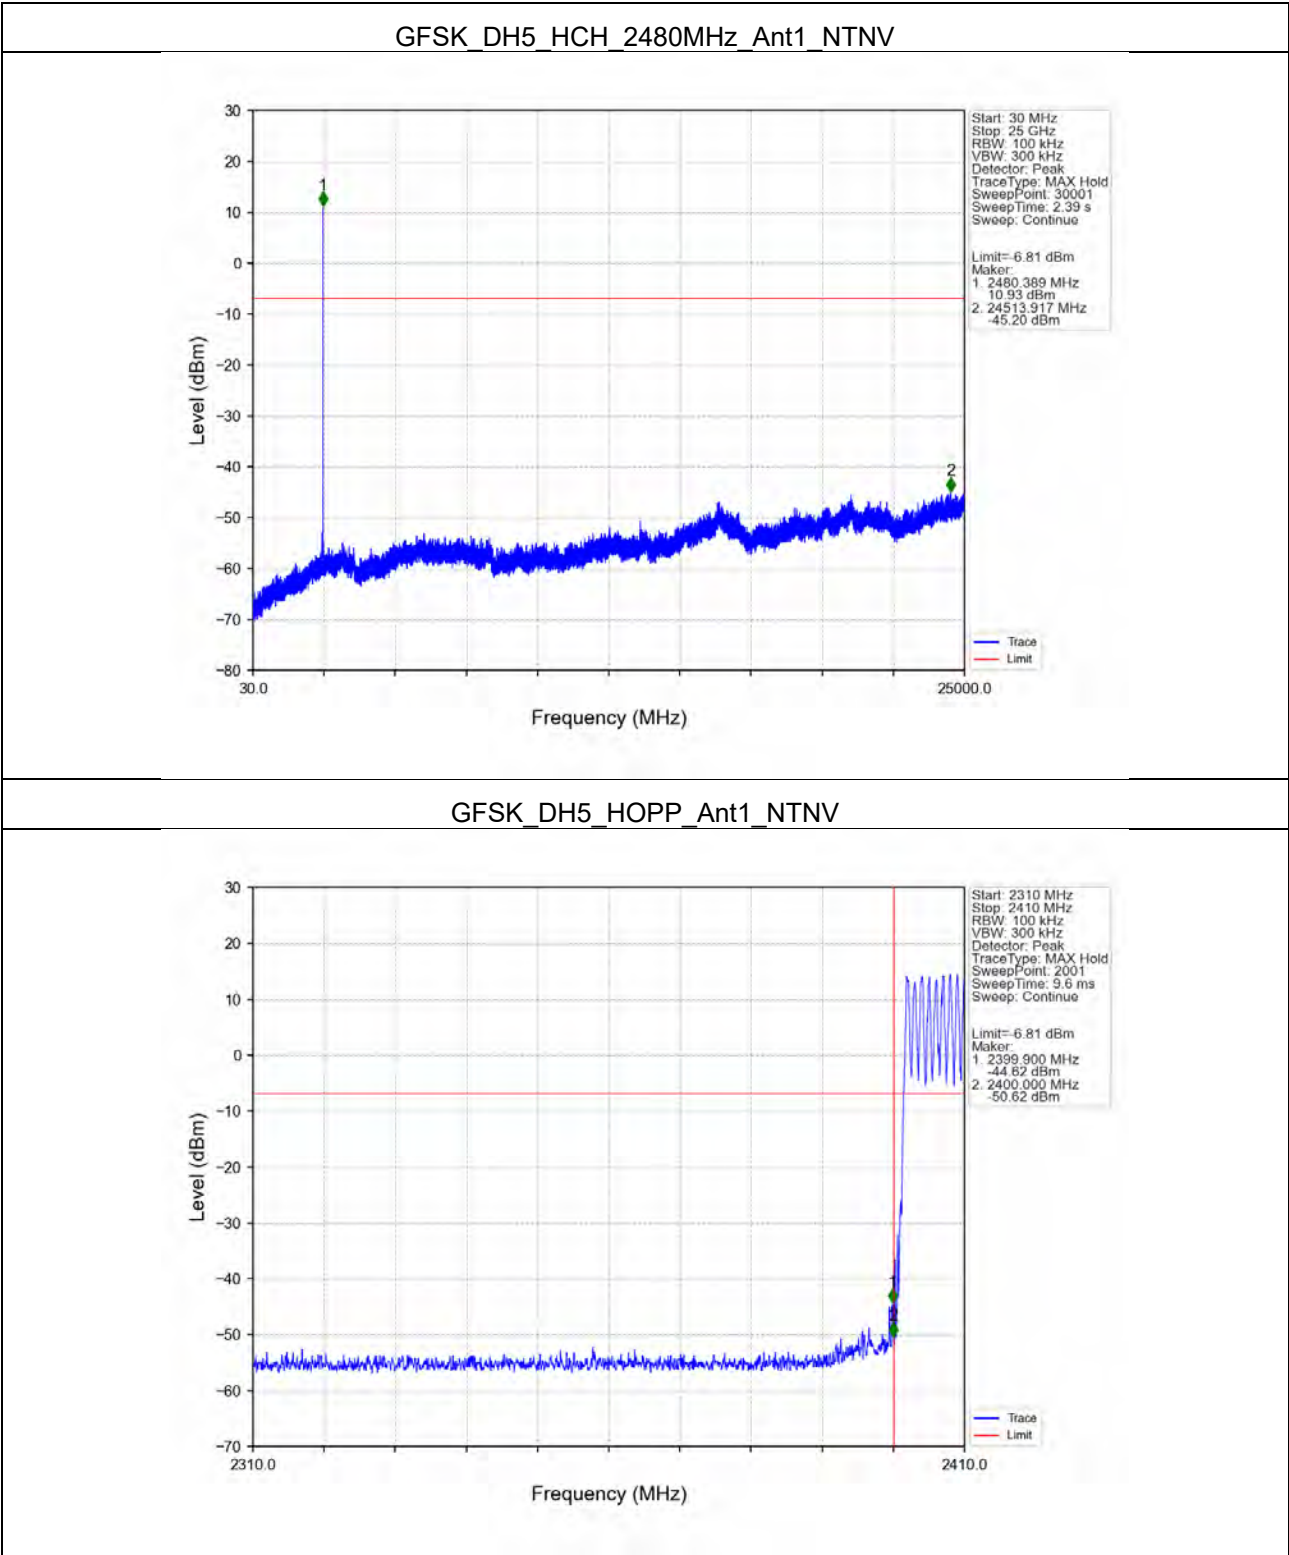 GFSK_DH5_HCH_2480MHz_Ant1_NTNV
30
20
10
0
−10
−20
−30
−40
−50
−60
−70
−80
Level (dBm)
1
2
30.0
25000.0
Frequency (MHz)
Start: 30 MHz
Stop: 25 GHz
RBW: 100 kHz
VBW: 300 kHz
Detector: Peak
TraceType: MAX Hold
SweepPoint: 30001
SweepTime: 2.39 s
Sweep: Continue
Limit=-6.81 dBm
Maker:
1. 2480.389 MHz
10.93 dBm
2. 24513.917 MHz
-45.20 dBm
Trace
Limit
GFSK_DH5_HOPP_Ant1_NTNV
30
20
10
0
−10
−20
−30
−40
−50
−60
−70
Level (dBm)
1
2
2310.0
2410.0
Frequency (MHz)
Start: 2310 MHz
Stop: 2410 MHz
RBW: 100 kHz
VBW: 300 kHz
Detector: Peak
TraceType: MAX Hold
SweepPoint: 2001
SweepTime: 9.6 ms
Sweep: Continue
Limit=-6.81 dBm
Maker:
1. 2399.900 MHz
-44.62 dBm
2. 2400.000 MHz
-50.62 dBm
Trace
Limit